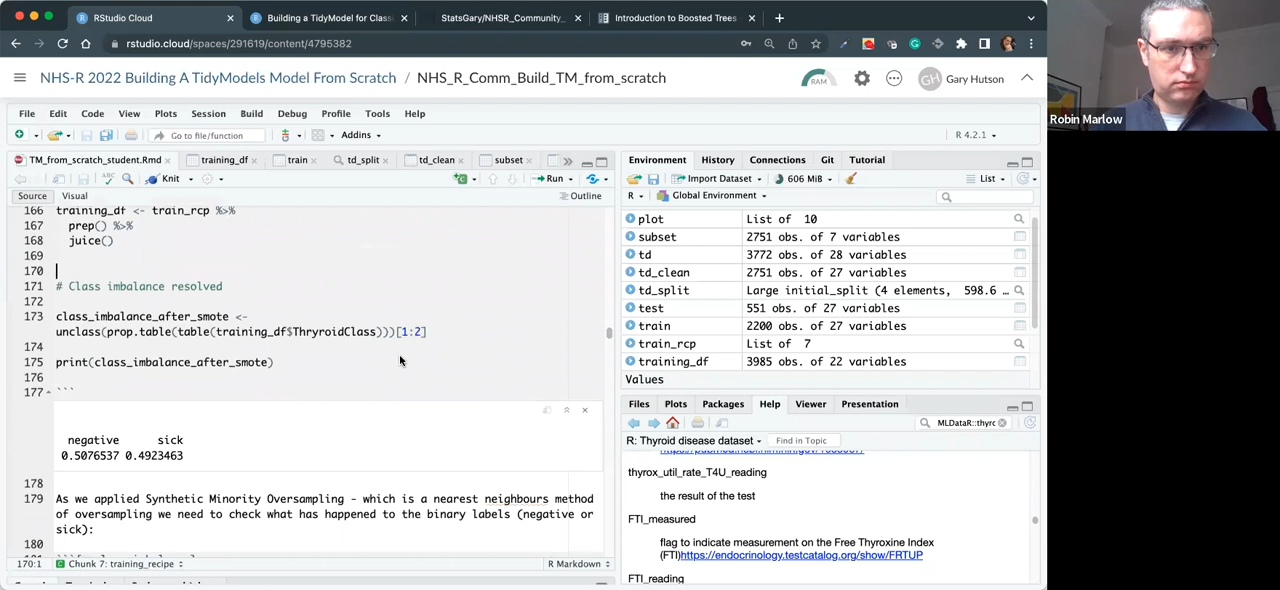 RStudio Cloud
Building a TidyModel for Class
StatsGary/NHSR_Community_
Introduction to Boosted Trees
rstudio.cloud/spaces/291619/content/4795382
NHS-R 2022 Building A TidyModels Model From Scratch / NHS_R_Comm_Build_TM_from_scratch
RAM
GH Gary Hutson
Robin Marlow
File Edit Code View Plots Session Build Debug Profile Tools Help
Go to file/function
Addins
R 4.2.1
TM_from_scratch_student.Rmd
training_df
train
td_split
td_clean
subset
Knit
Run
Source Visual
Outline
166 training_df <- train_rcp %>%
167 prep() %>%
168 juice()
169
170
171 # Class imbalance resolved
172
173 class_imbalance_after_smote <-
unclass(prop.table(table(training_df$ThryroidClass)))[1:2]
174
175 print(class_imbalance_after_smote)
176
177 ```
negative sick
0.5076537 0.4923463
178
179 As we applied Synthetic Minority Oversampling - which is a nearest neighbours method
of oversampling we need to check what has happened to the binary labels (negative or
sick):
180
170:1 Chunk 7: training_recipe
R Markdown
Environment History Connections Git Tutorial
Import Dataset
606 MiB
List
R Global Environment
plot List of 10
subset 2751 obs. of 7 variables
td 3772 obs. of 28 variables
td_clean 2751 obs. of 27 variables
td_split Large initial_split (4 elements, 598.6 …
test 551 obs. of 27 variables
train 2200 obs. of 27 variables
train_rcp List of 7
training_df 3985 obs. of 22 variables
Values
Files Plots Packages Help Viewer Presentation
MLDataR::thyrc
R: Thyroid disease dataset
Find in Topic
thyrox_util_rate_T4U_reading
the result of the test
FTI_measured
flag to indicate measurement on the Free Thyroxine Index
(FTI)https://endocrinology.testcatalog.org/show/FRTUP
FTI_reading